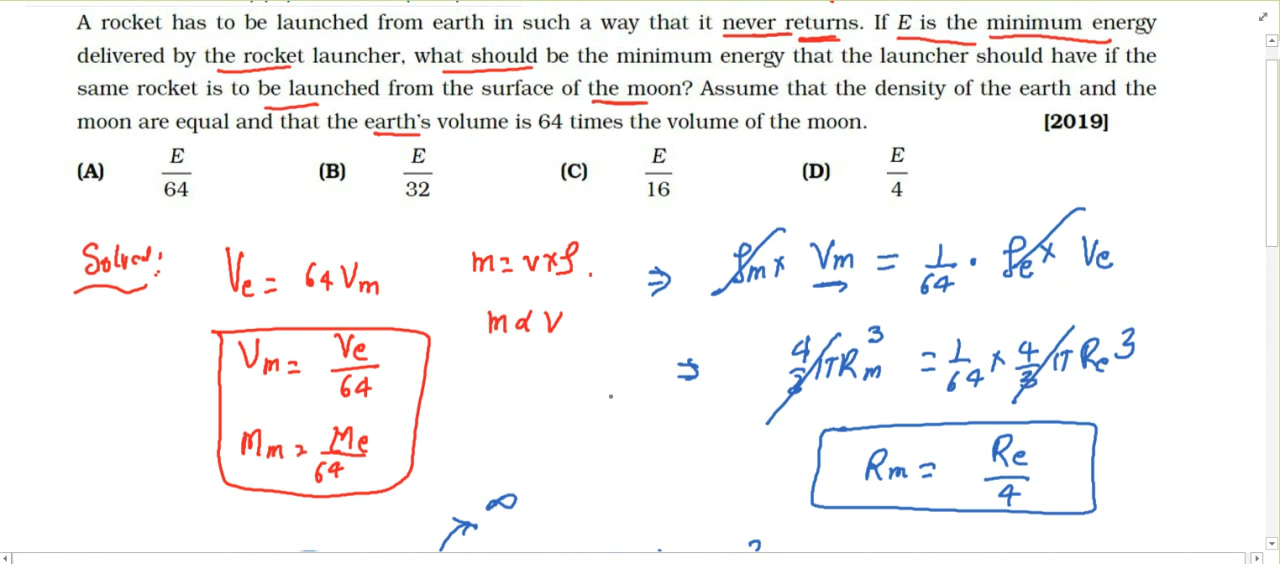 A rocket has to be launched from earth in such a way that it never returns. If E is the minimum energy
delivered by the rocket launcher, what should be the minimum energy that the launcher should have if the
same rocket is to be launched from the surface of the moon? Assume that the density of the earth and the
moon are equal and that the earth's volume is 64 times the volume of the moon. [2019]
(A) E/64 (B) E/32 (C) E/16 (D) E/4
Solved:
Ve = 64 Vm
m = v × ρ.
m α v
Vm = Ve/64
Mm = Me/64
⇒ ρm × Vm = 1/64 · ρe × Ve
⇒ 4/3 πRm³ = 1/64 × 4/3 π Re³
Rm = Re/4
∞
2